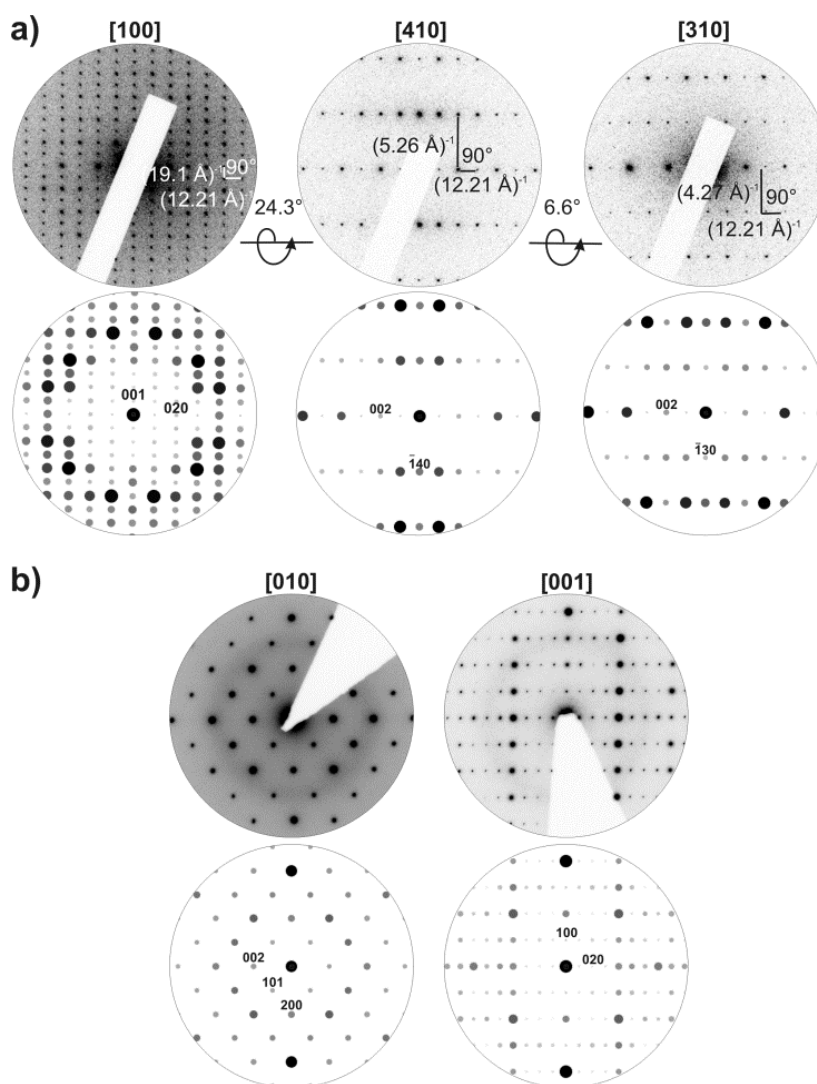 a)
[100] [410] [310]
(5.26 Å)⁻¹
90°
(12.21 Å)⁻¹
19.1 Å)⁻¹ 90°
(12.21 Å)⁻¹
(4.27 Å)⁻¹ 90°
(12.21 Å)⁻¹
24.3° 6.6°
001 020
002
1̄40
002
1̄30
b)
[010] [001]
002
101
200
100
020